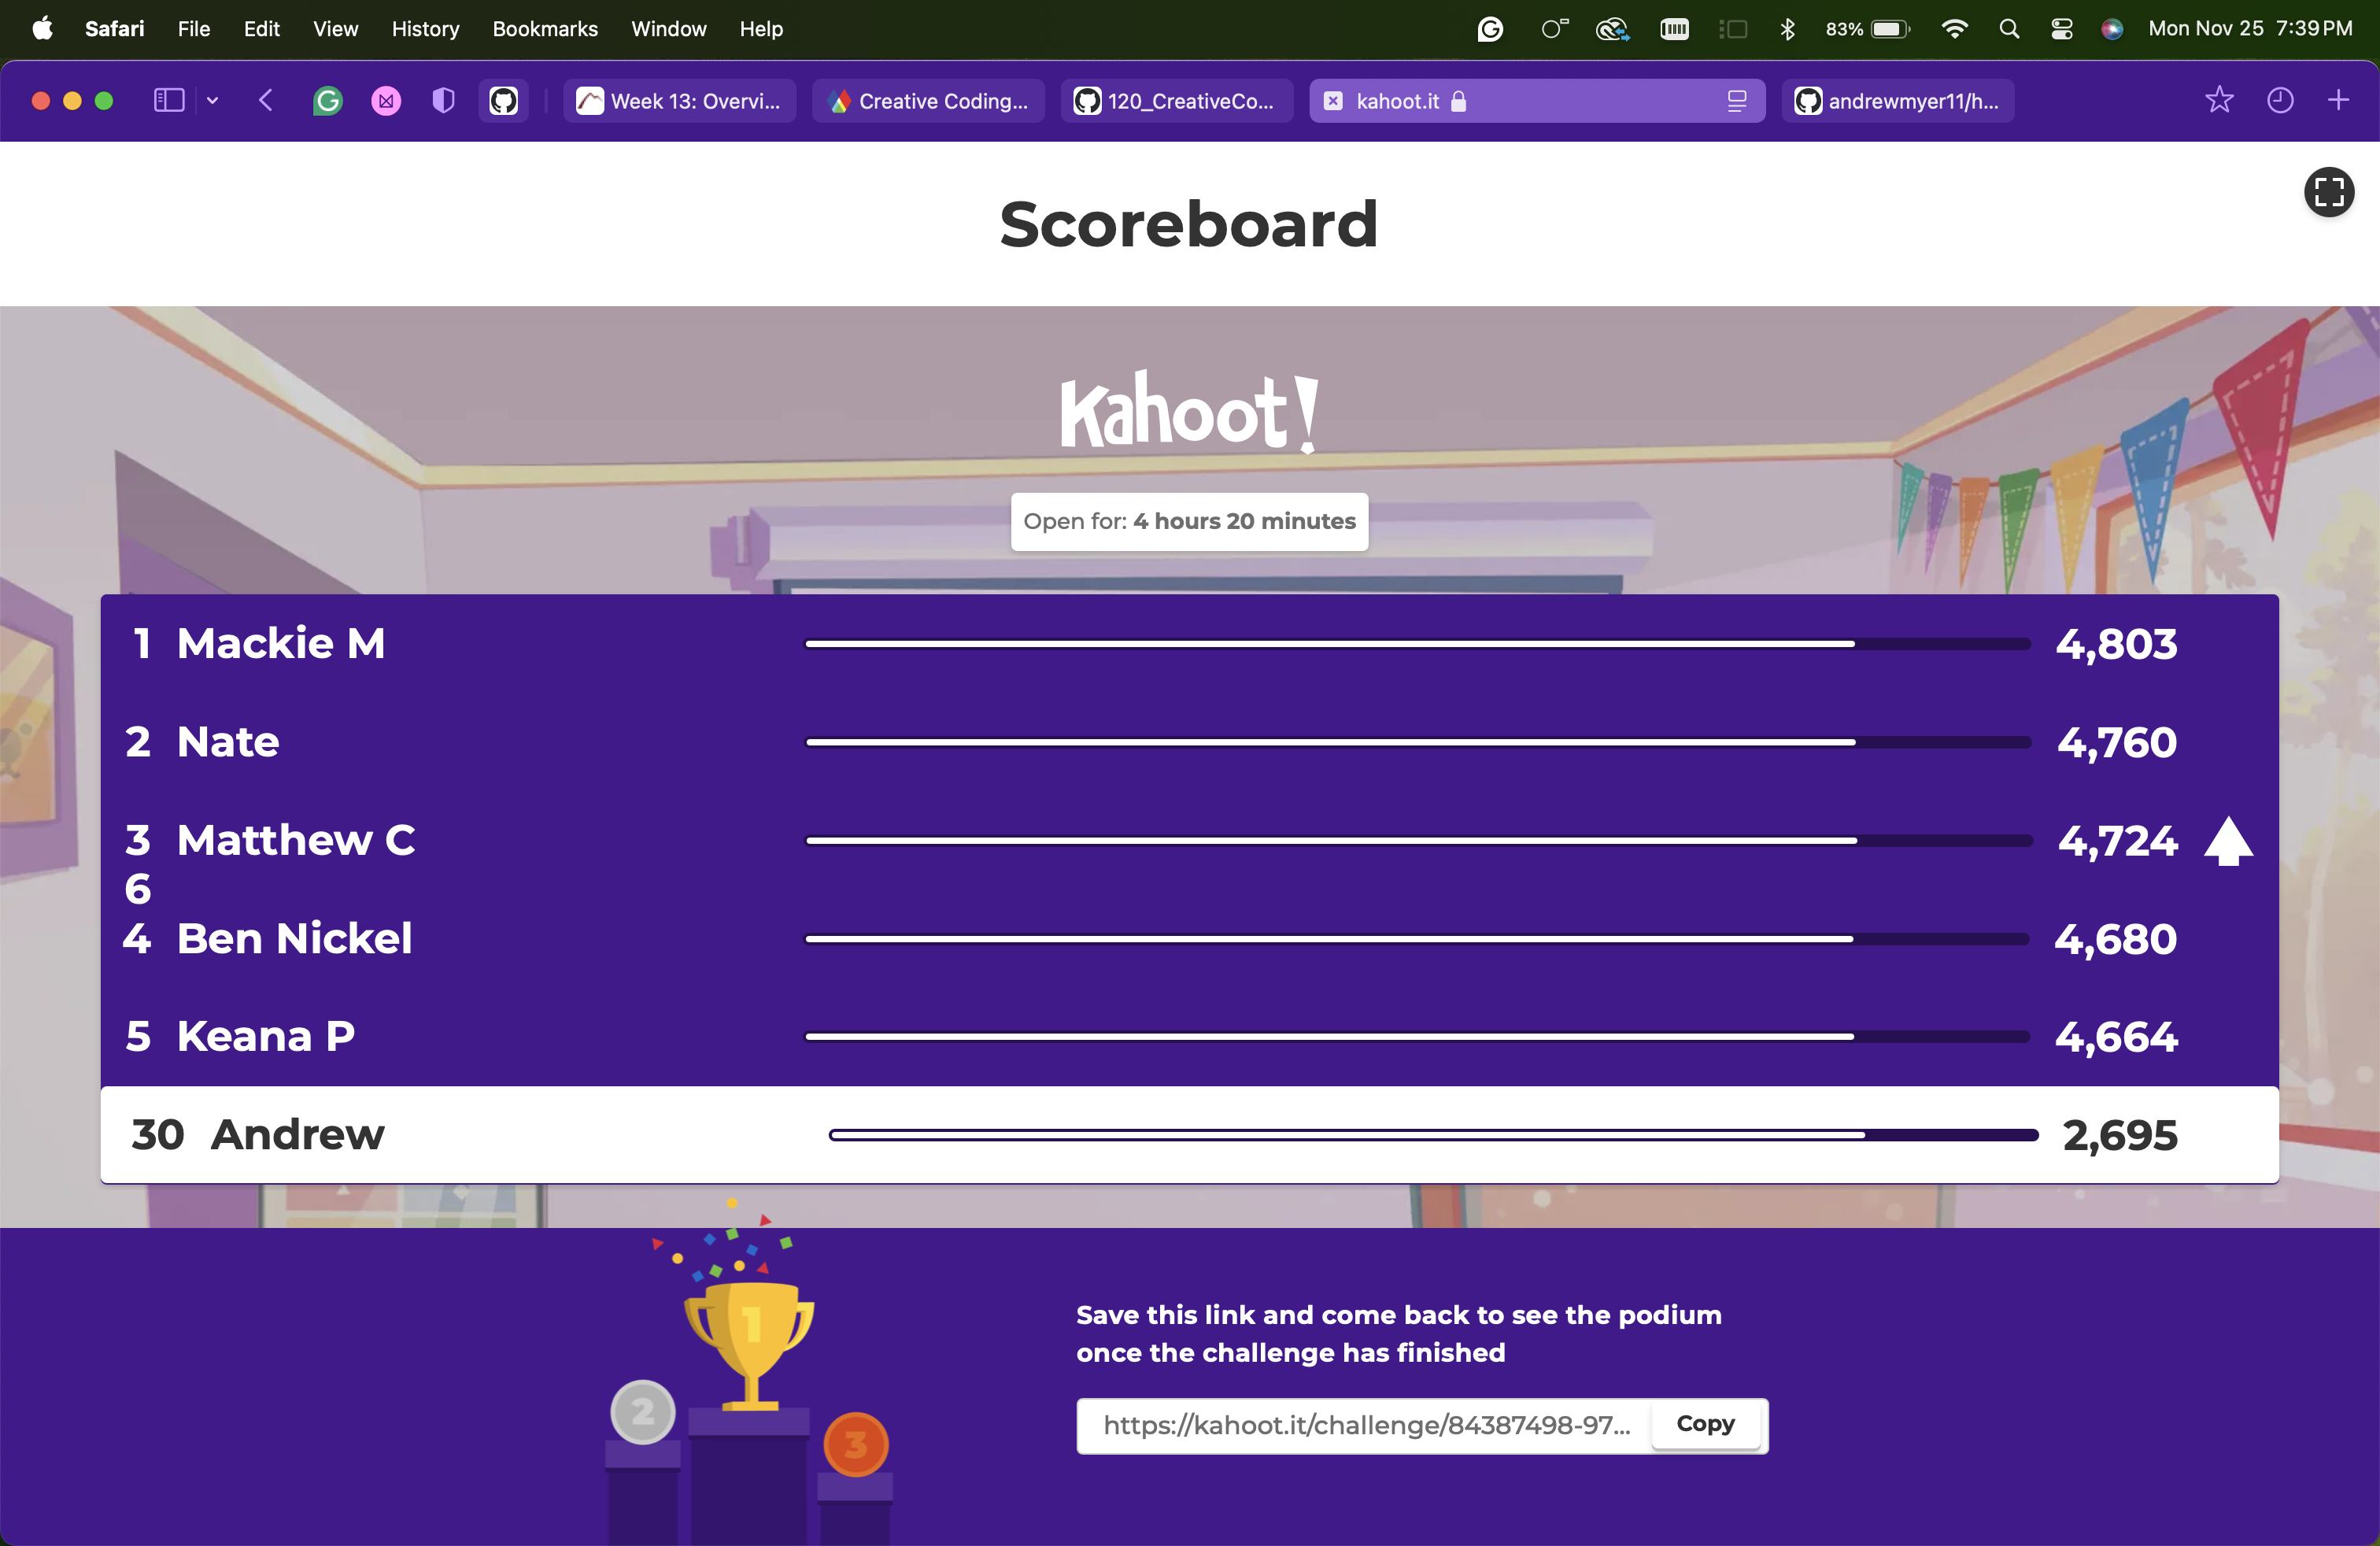 Safari File Edit View History Bookmarks Window Help 83% Mon Nov 25 7:39 PM
Week 13: Overvi... Creative Coding... 120_CreativeCo... kahoot.it andrewmyer11/h...
Scoreboard
Kahoot!
Open for: 4 hours 20 minutes
1 Mackie M 4,803
2 Nate 4,760
3 Matthew C 4,724
6
4 Ben Nickel 4,680
5 Keana P 4,664
30 Andrew 2,695
1
2
3
Save this link and come back to see the podium
once the challenge has finished
https://kahoot.it/challenge/84387498-97... Copy